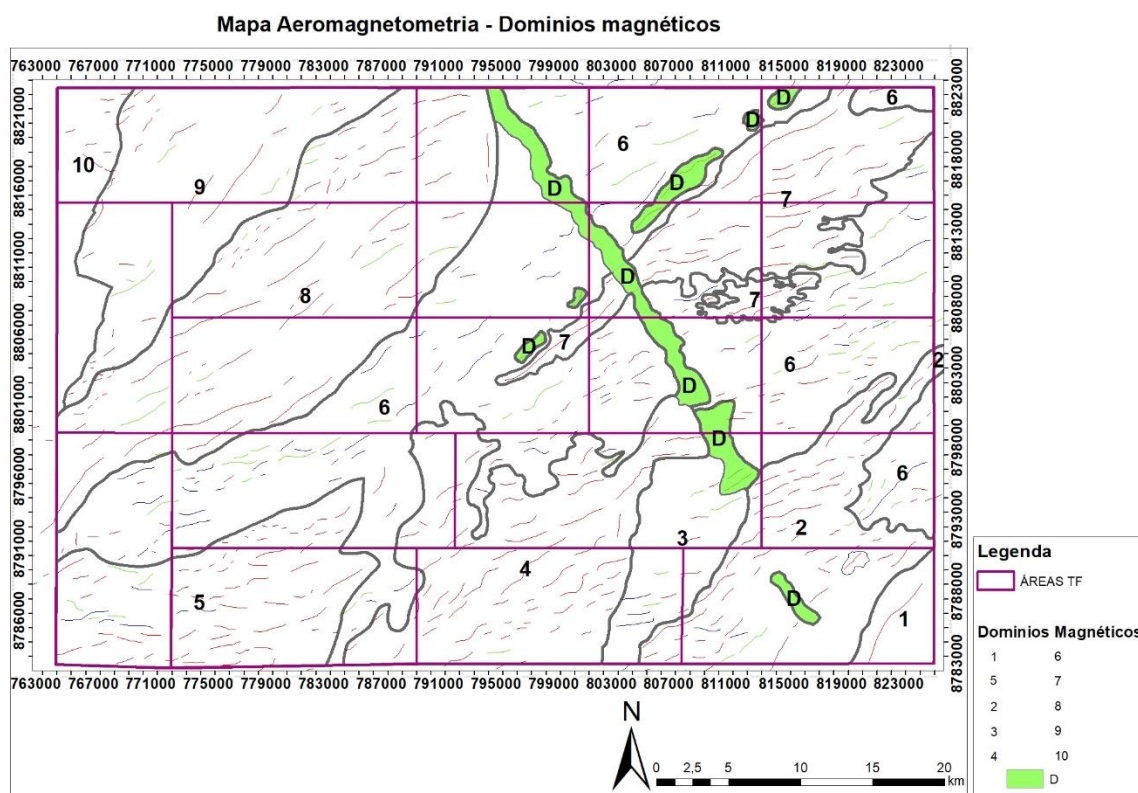 Mapa Aeromagnetometria - Dominios magnéticos
763000 767000 771000 775000 779000 783000 787000 791000 795000 799000 803000 807000 811000 815000 819000 823000
8821000
8816000
8811000
8806000
8801000
8796000
8791000
8786000
8823000
8818000
8813000
8808000
8803000
8798000
8793000
8788000
8783000
D
6
D
6
10
9
D
D
7
D
8
7
D
7
6
2
6
D
D
6
2
3
4
5
D
1
763000 767000 771000 775000 779000 783000 787000 791000 795000 799000 803000 807000 811000 815000 819000 823000
N
0 2,5 5 10 15 20
km
Legenda
ÁREAS TF
Dominios Magnéticos
1 6
5 7
2 8
3 9
4 10
D